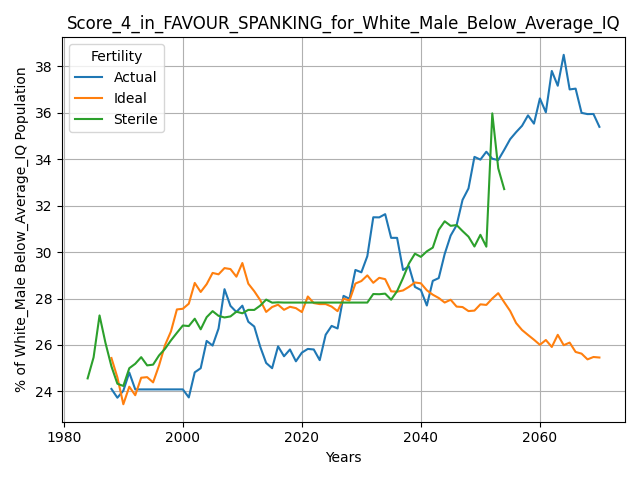 Score_4_in_FAVOUR_SPANKING_for_White_Male_Below_Average_IQ
% of White_Male Below_Average_IQ Population
38
36
34
32
30
28
26
24
Fertility
Actual
Ideal
Sterile
1980
2000
2020
2040
2060
Years